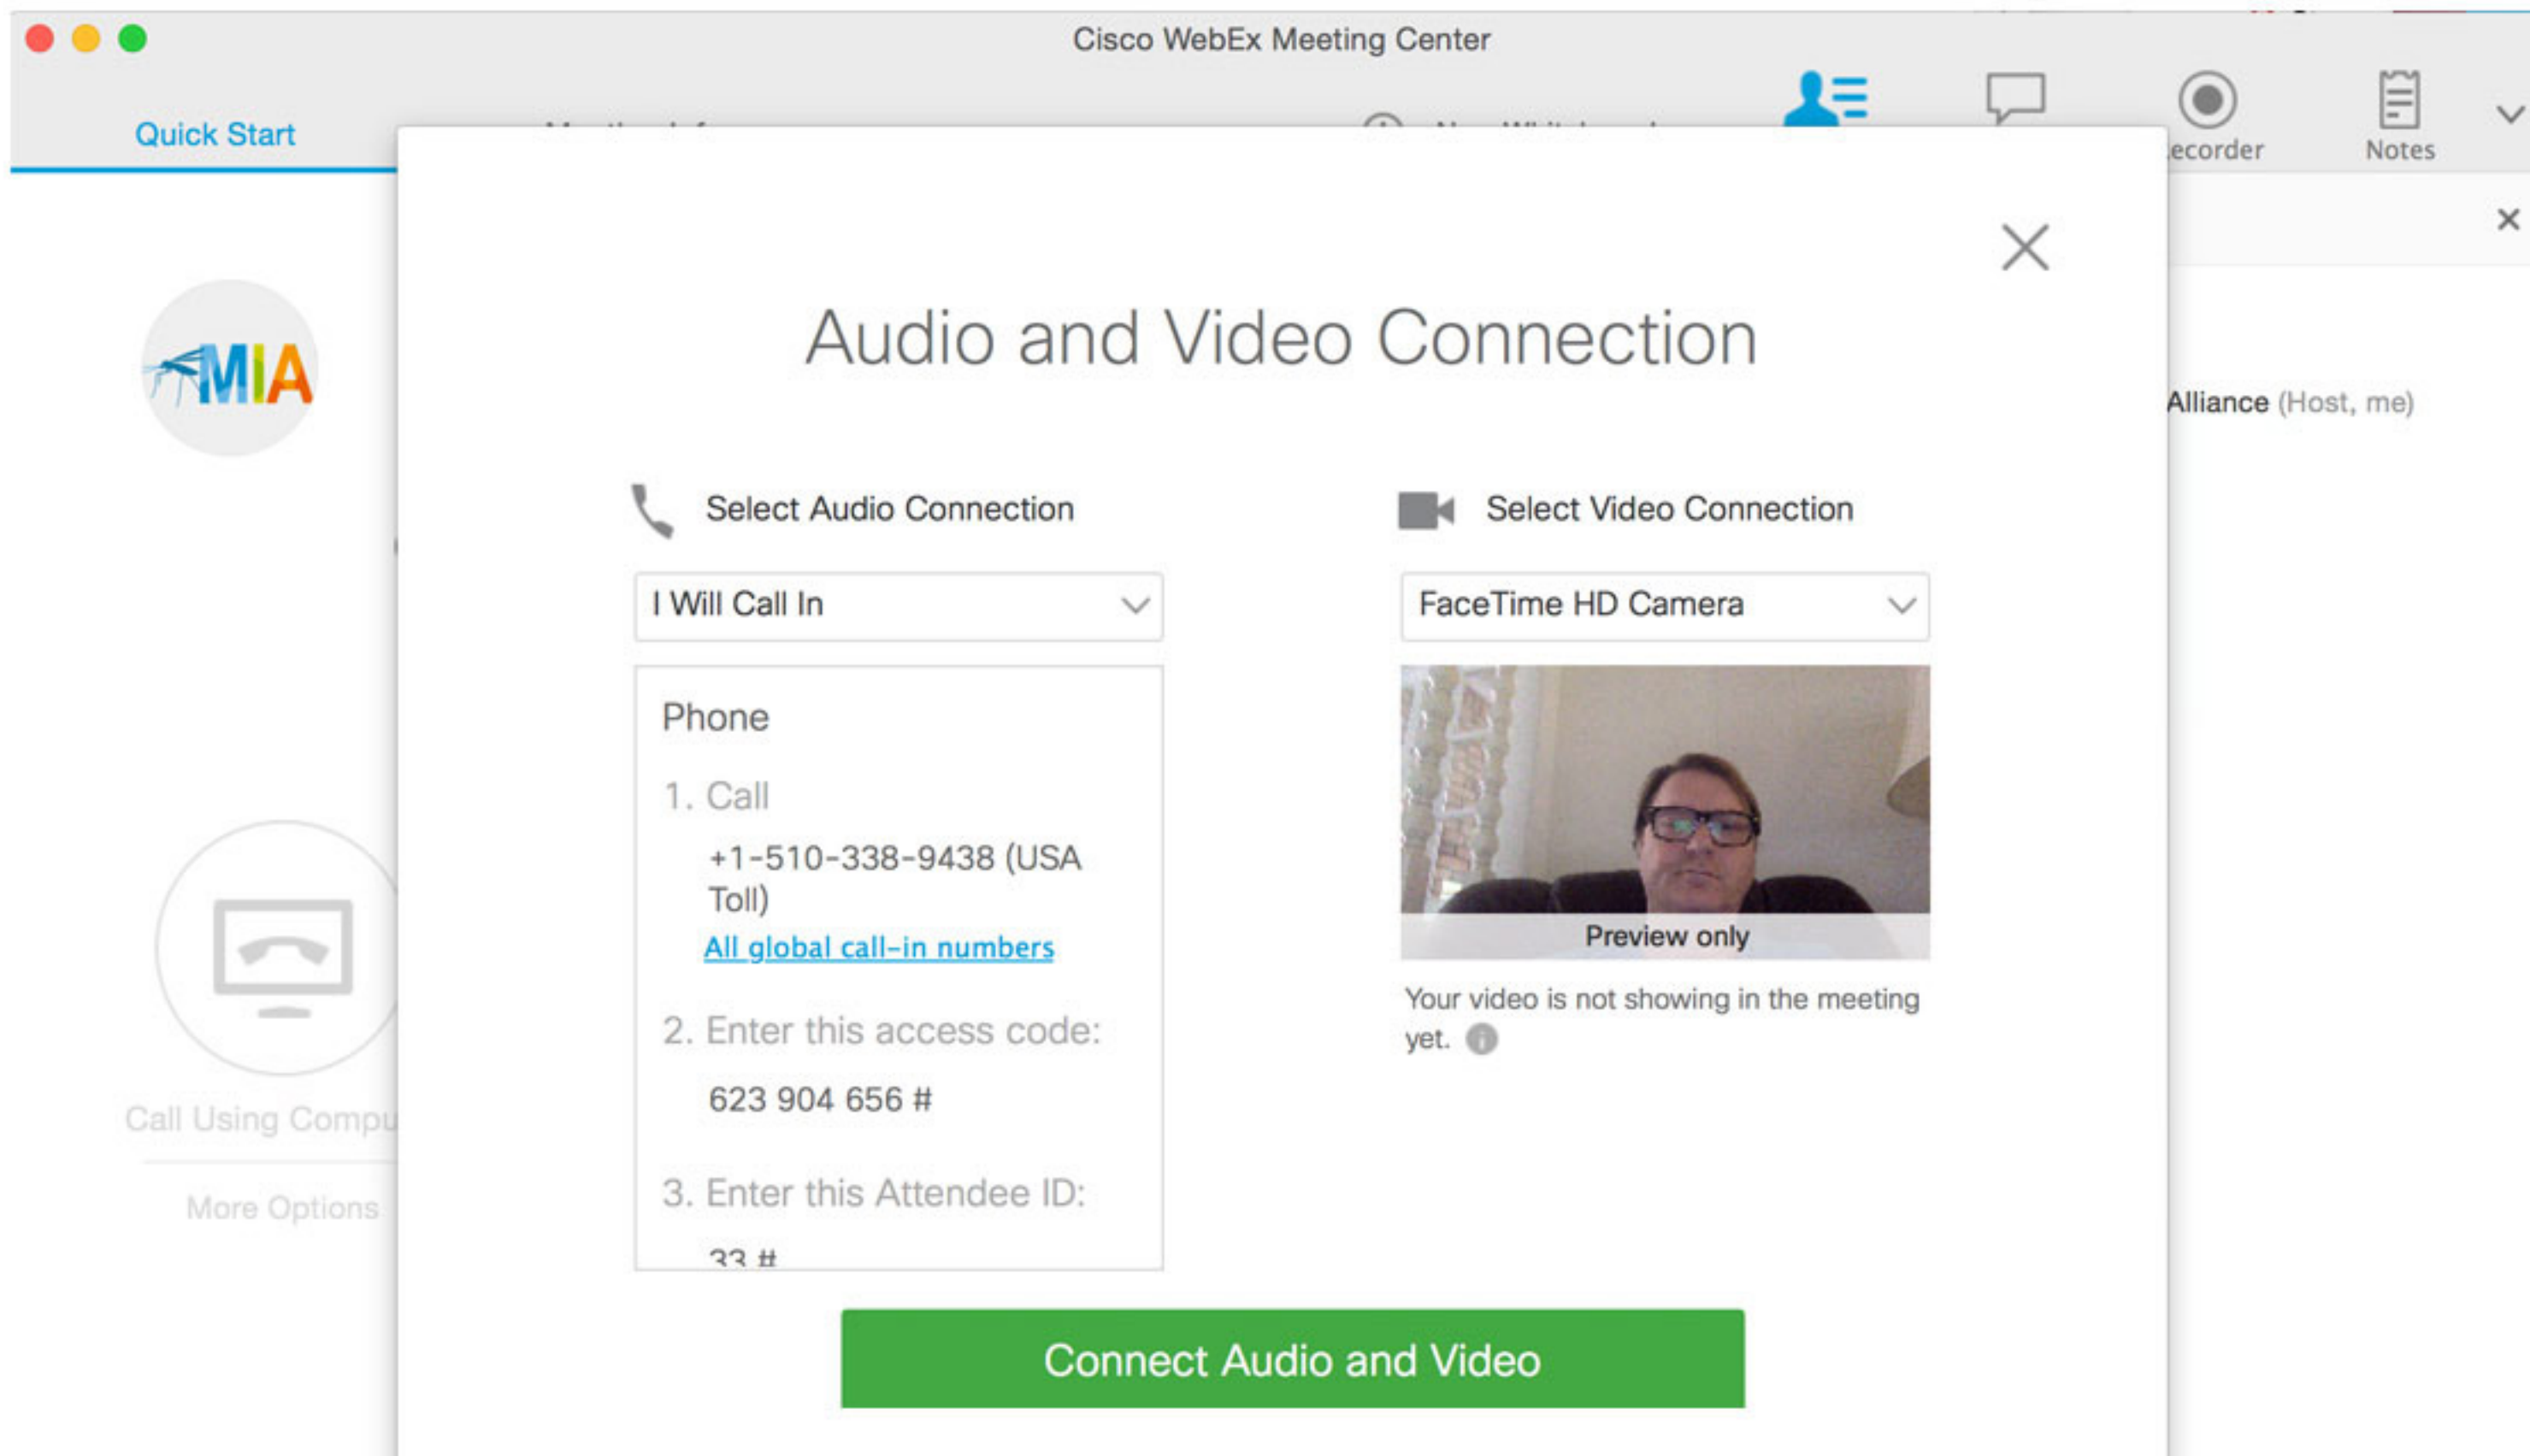 Cisco WebEx Meeting Center
Quick Start
ecorder
Notes
MIA
Audio and Video Connection
Alliance (Host, me)
Select Audio Connection
Select Video Connection
I Will Call In
FaceTime HD Camera
Phone
1. Call
+1-510-338-9438 (USA
Toll)
All global call-in numbers
Preview only
Your video is not showing in the meeting
yet.
2. Enter this access code:
623 904 656 #
Call Using Compu
3. Enter this Attendee ID:
More Options
33 #
Connect Audio and Video